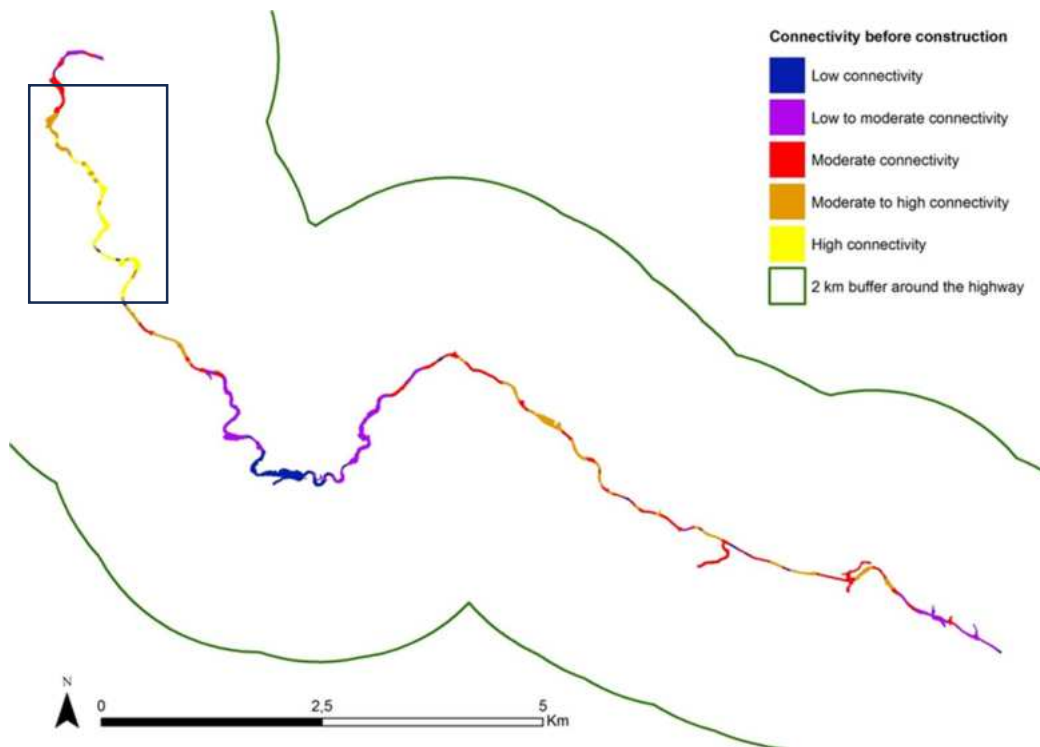 Connectivity before construction
Low connectivity
Low to moderate connectivity
Moderate connectivity
Moderate to high connectivity
High connectivity
2 km buffer around the highway
N
0 2,5 5
Km